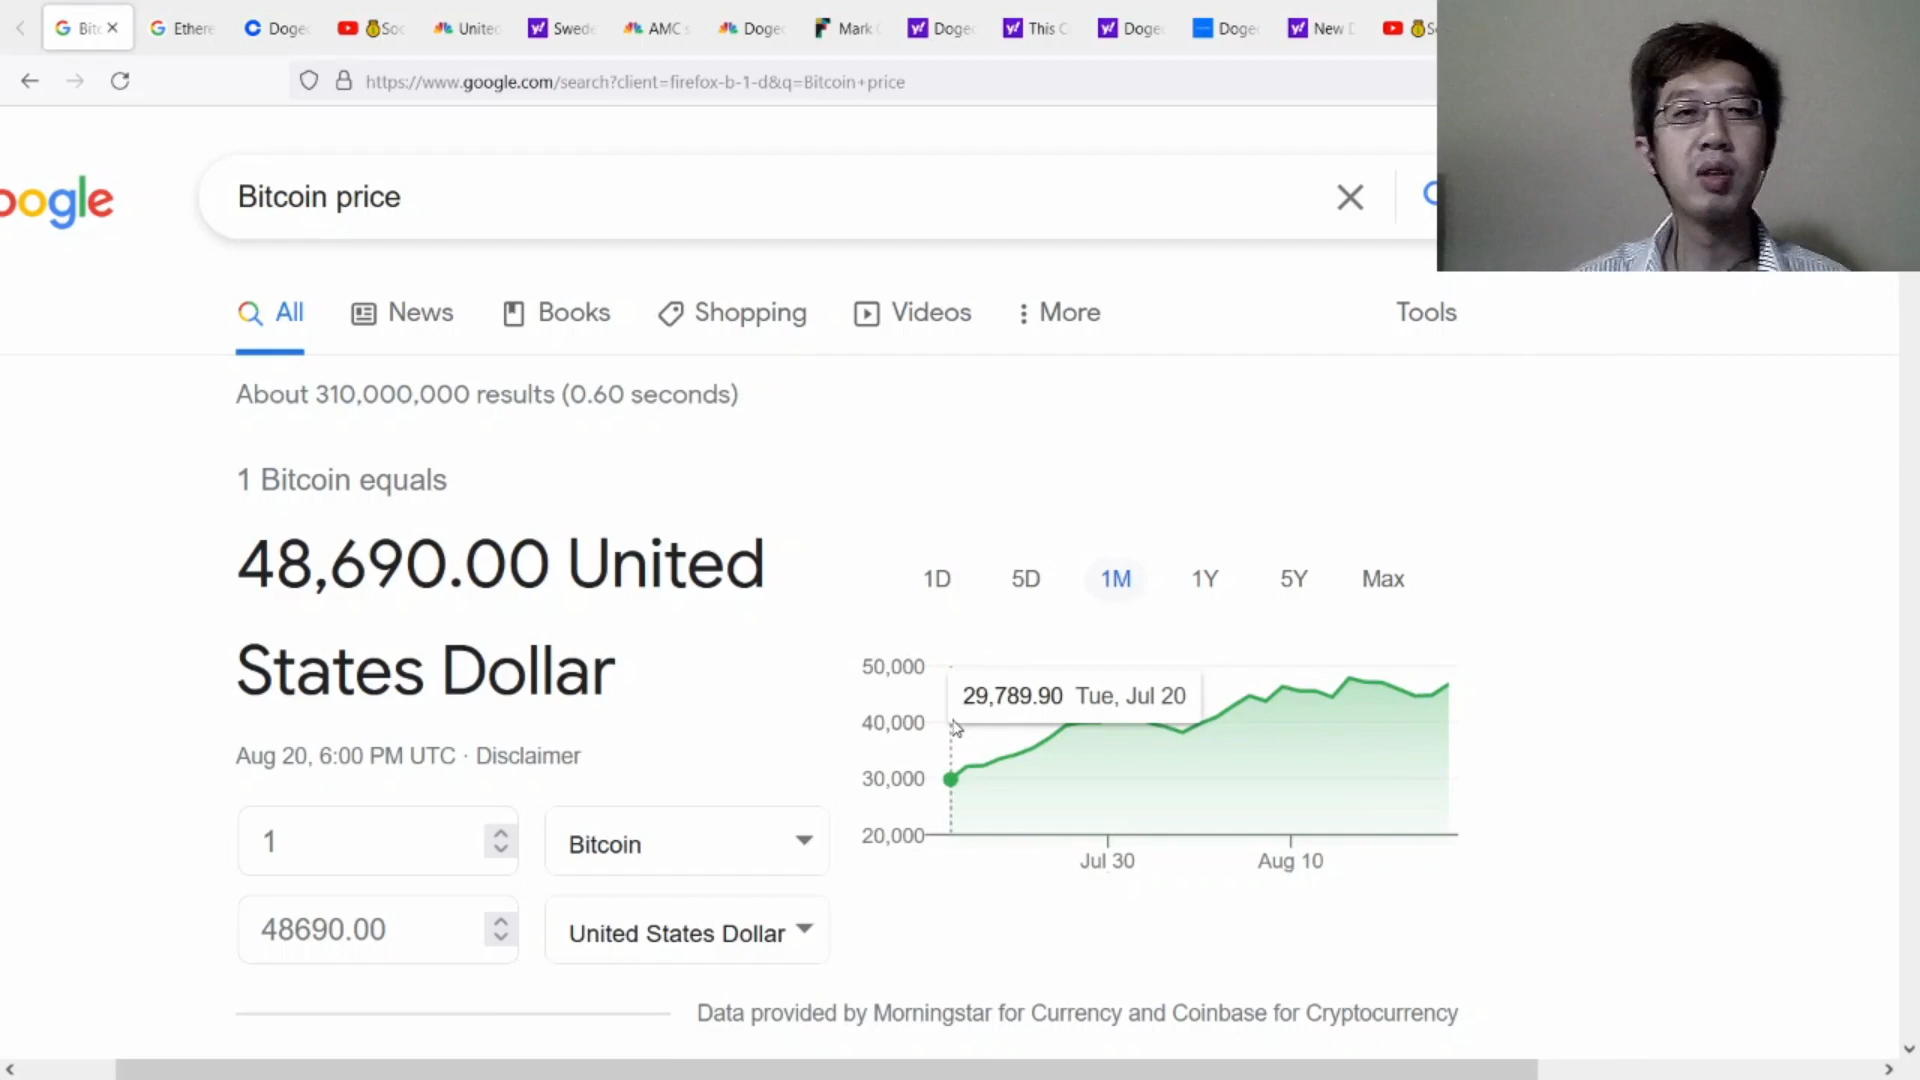 Bitc
Ethere
Doge
Soc
United
Swede
AMC s
Doge
Mark
Doge
This C
Doge
Doge
New D
https://www.google.com/search?client=firefox-b-1-d&q=Bitcoin+price
oogle
Bitcoin price
All
News
Books
Shopping
Videos
More
Tools
About 310,000,000 results (0.60 seconds)
1 Bitcoin equals
48,690.00 United
States Dollar
Aug 20, 6:00 PM UTC · Disclaimer
1
Bitcoin
48690.00
United States Dollar
1D
5D
1M
1Y
5Y
Max
50,000
29,789.90 Tue, Jul 20
40,000
30,000
20,000
Jul 30
Aug 10
Data provided by Morningstar for Currency and Coinbase for Cryptocurrency